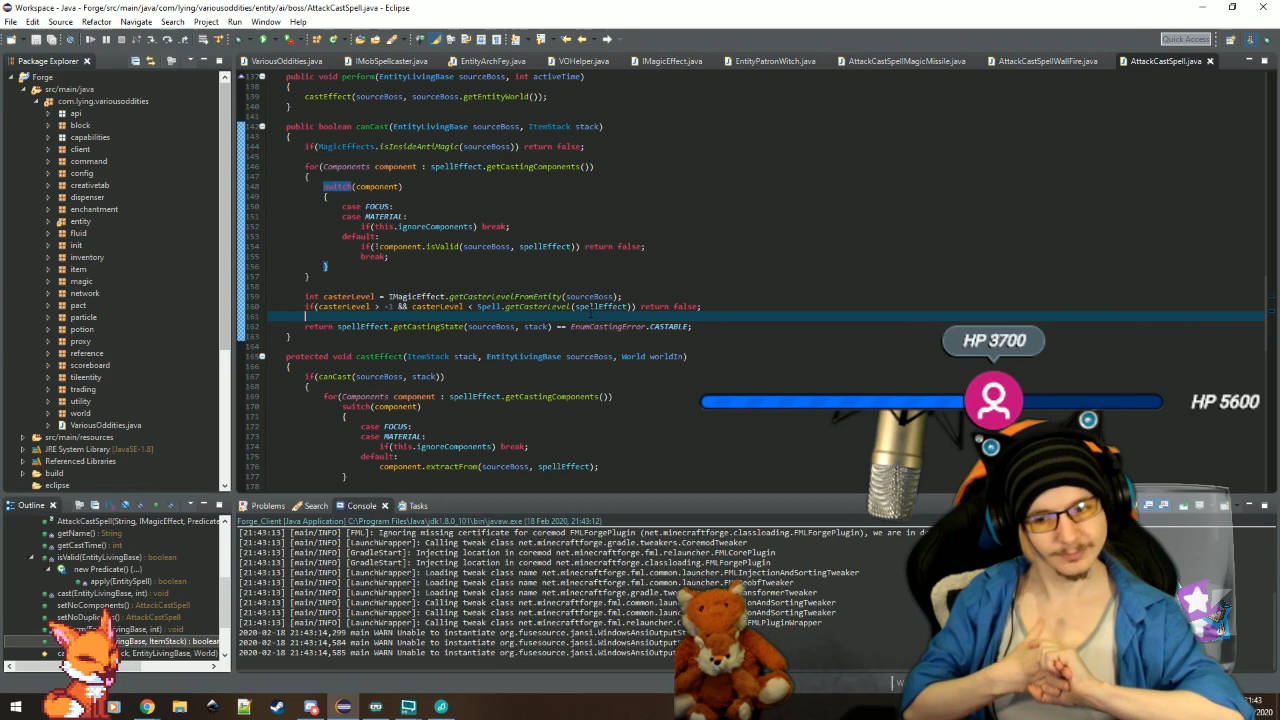 Workspace - Java - Forge/src/main/java/com/lying/variousoddities/entity/ai/boss/AttackCastSpell.java - Eclipse
File Edit Source Refactor Navigate Search Project Run Window Help
Quick Access
Package Explorer
VariousOddities.java IMobSpellcaster.java EntityArchFey.java VOHelper.java IMagicEffect.java EntityPatronWitch.java AttackCastSpellMagicMissile.java AttackCastSpellWallFire.java AttackCastSpell.java
Forge
src/main/java
com.lying.variousoddities
api
block
capabilities
client
command
config
creativetab
dispenser
enchantment
entity
fluid
init
inventory
item
magic
network
pact
particle
potion
proxy
reference
scoreboard
tileentity
trading
utility
world
VariousOddities.java
src/main/resources
JRE System Library [JavaSE-1.8]
Referenced Libraries
build
eclipse
137 public void perform(EntityLivingBase sourceBoss, int activeTime)
138 {
139 castEffect(sourceBoss, sourceBoss.getEntityWorld());
140 }
141
142 public boolean canCast(EntityLivingBase sourceBoss, ItemStack stack)
143 {
144 if(MagicEffects.isInsideAntiMagic(sourceBoss)) return false;
145
146 for(Components component : spellEffect.getCastingComponents())
147 {
148 switch(component)
149 {
150 case FOCUS:
151 case MATERIAL:
152 if(this.ignoreComponents) break;
153 default:
154 if(!component.isValid(sourceBoss, spellEffect)) return false;
155 break;
156 }
157 }
158
159 int casterLevel = IMagicEffect.getCasterLevelFromEntity(sourceBoss);
160 if(casterLevel > -1 && casterLevel < Spell.getCasterLevel(spellEffect)) return false;
161
162 return spellEffect.getCastingState(sourceBoss, stack) == EnumCastingError.CASTABLE;
163 }
164
165 protected void castEffect(ItemStack stack, EntityLivingBase sourceBoss, World worldIn)
166 {
167 if(canCast(sourceBoss, stack))
168 {
169 for(Components component : spellEffect.getCastingComponents())
170 switch(component)
171 {
172 case FOCUS:
173 case MATERIAL:
174 if(this.ignoreComponents) break;
175 default:
176 component.extractFrom(sourceBoss, spellEffect);
177 }
178
HP 3700
HP 5600
Outline
AttackCastSpell(String, IMagicEffect, Predicate
getName() : String
getCastTime() : int
isValid(EntityLivingBase) : boolean
new Predicate() {...}
apply(EntitySpell) : boolean
cast(EntityLivingBase, int) : void
setNoComponents() : AttackCastSpell
setNoDuplic () : AttackCastSpell
Base, int) : void
ingBase, ItemStack) : boolean
ck, EntityLivingBase, World)
Problems Search Console Tasks
Forge_Client [Java Application] C:\Program Files\Java\jdk1.8.0_101\bin\javaw.exe (18 Feb 2020, 21:43:12)
[21:43:13] [main/INFO] [FML]: Ignoring missing certificate for coremod FMLForgePlugin (net.minecraftforge.classloading.FMLForgePlugin), we are in de
[21:43:13] [main/INFO] [LaunchWrapper]: Calling tweak class net.minecraftforge.gradle.tweakers.CoremodTweaker
[21:43:13] [main/INFO] [GradleStart]: Injecting location in coremod net.minecraftforge.fml.relauncher.FMLCorePlugin
[21:43:13] [main/INFO] [GradleStart]: Injecting location in coremod net.minecraftforge.classloading.FMLForgePlugin
[21:43:13] [main/INFO] [LaunchWrapper]: Loading tweak class name net.minecraftforge.fml.common.launcher.FMLInjectionAndSortingTweaker
[21:43:13] [main/INFO] [LaunchWrapper]: Loading tweak class name net.minecraftforge.fml.common.launcher.FMLDeobfTweaker
[21:43:13] [main/INFO] [LaunchWrapper]: Loading tweak class name net.minecraftforge.gradle.tw
[21:43:13] [main/INFO] [LaunchWrapper]: Calling tweak class net.minecraftforge.fml.common.laun
[21:43:13] [main/INFO] [LaunchWrapper]: Loading tweak class name net.minecraftforge.fml.comm
[21:43:13] [main/INFO] [LaunchWrapper]: Calling tweak class net.minecraftforge.fml.common.la
2020-02-18 21:43:14,299 main WARN Unable to instantiate org.fusesource.jansi.WindowsAnsiOutputSt
2020-02-18 21:43:14,584 main WARN Unable to instantiate org.fusesource.jansi.WindowsAnsiOutputS
2020-02-18 21:43:14,585 main WARN Unable to instantiate org.fusesource.jansi.WindowsAnsiOutputS
21:43
/2020